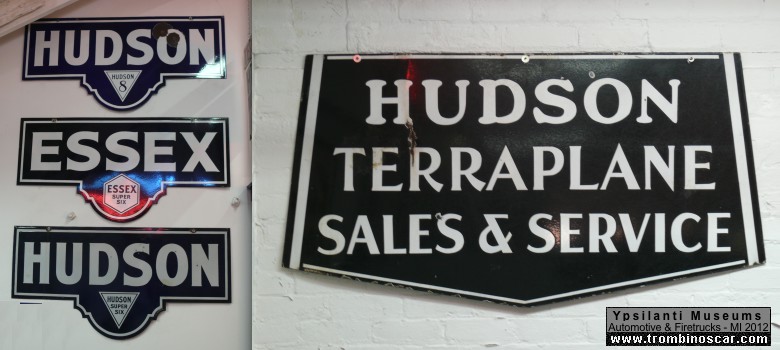 HUDSON
HUDSON
8
ESSEX
ESSEX
SUPER
SIX
HUDSON
HUDSON
SUPER
SIX
HUDSON
TERRAPLANE
SALES & SERVICE
Ypsilanti Museums
Automotive & Firetrucks - MI 2012
www.trombinoscar.com